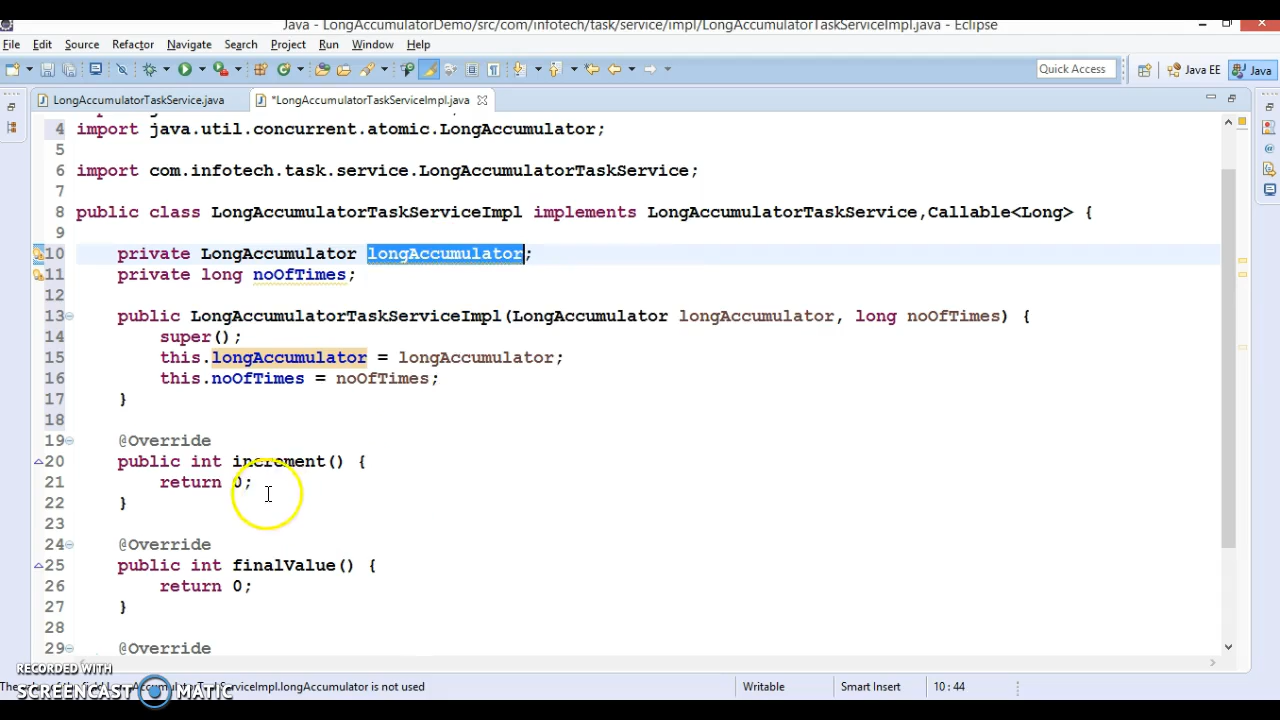 Java - LongAccumulatorDemo/src/com/infotech/task/service/impl/LongAccumulatorTaskServiceImpl.java - Eclipse
File Edit Source Refactor Navigate Search Project Run Window Help
Quick Access Java EE Java
LongAccumulatorTaskService.java *LongAccumulatorTaskServiceImpl.java
4 import java.util.concurrent.atomic.LongAccumulator;
5
6 import com.infotech.task.service.LongAccumulatorTaskService;
7
8 public class LongAccumulatorTaskServiceImpl implements LongAccumulatorTaskService,Callable<Long> {
9
10 private LongAccumulator longAccumulator;
11 private long noOfTimes;
12
13 public LongAccumulatorTaskServiceImpl(LongAccumulator longAccumulator, long noOfTimes) {
14 super();
15 this.longAccumulator = longAccumulator;
16 this.noOfTimes = noOfTimes;
17 }
18
19 @Override
20 public int increment() {
21 return 0;
22 }
23
24 @Override
25 public int finalValue() {
26 return 0;
27 }
28
29 @Override
RECORDED WITH
SCREENCAST MATIC
ServiceImpl.longAccumulator is not used Writable Smart Insert 10 : 44